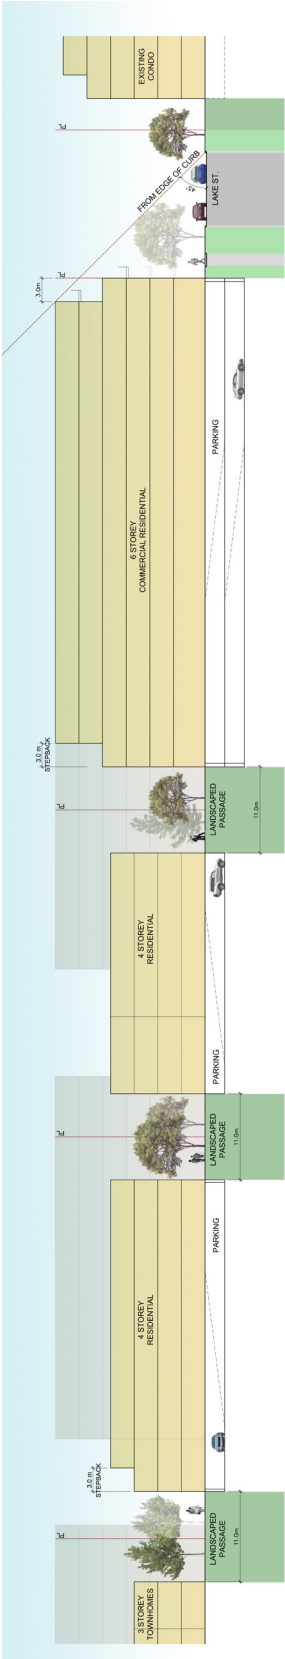 3 STOREY
TOWNHOMES
PL
LANDSCAPED
PASSAGE
11.0m
3.0 m
STEPBACK
4 STOREY
RESIDENTIAL
PARKING
PL
LANDSCAPED
PASSAGE
11.0m
4 STOREY
RESIDENTIAL
PARKING
PL
LANDSCAPED
PASSAGE
11.0m
3.0 m
STEPBACK
6 STOREY
COMMERCIAL RESIDENTIAL
PARKING
3.0m
PL
FROM EDGE OF CURB
45°
LAKE ST.
PL
EXISTING
CONDO